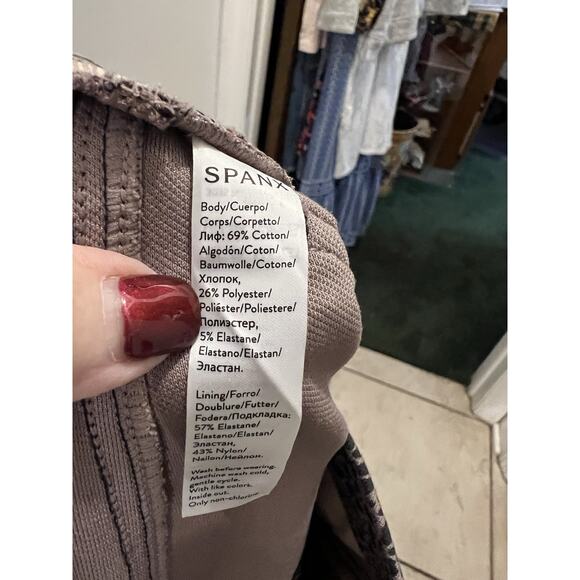 SPANX
Body/Cuerpo/
Corps/Corpetto/
Лиф: 69% Cotton/
Algodón/Coton/
Baumwolle/Cotone/
Хлопок,
26% Polyester/
Poliéster/Poliestere/
Полиэстер,
5% Elastane/
Elastano/Elastan/
Эластан.
Lining/Forro/
Doublure/Futter/
Fodera/Подкладка:
57% Elastane/
Elastano/Elastan/
Эластан,
43% Nylon/
Nailon/Нейлон.
Wash before wearing.
Machine wash cold,
gentle cycle.
With like colors.
Inside out.
Only non-chlorine